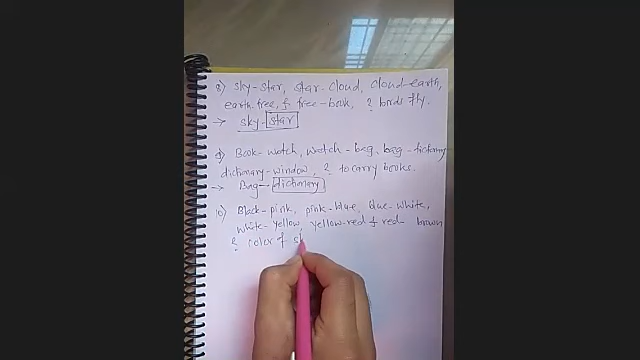 8) sky-star, star-cloud, cloud-earth,
earth-tree, & tree-book, ? birds fly.
→ sky-star
9) Book-watch, watch-bag, bag-dictionary
dictionary-window, ? to carry books.
→ Bag-dictionary
10) Black-pink, pink-blue, blue-white,
white-yellow, yellow-red & red-brown
? color of sk